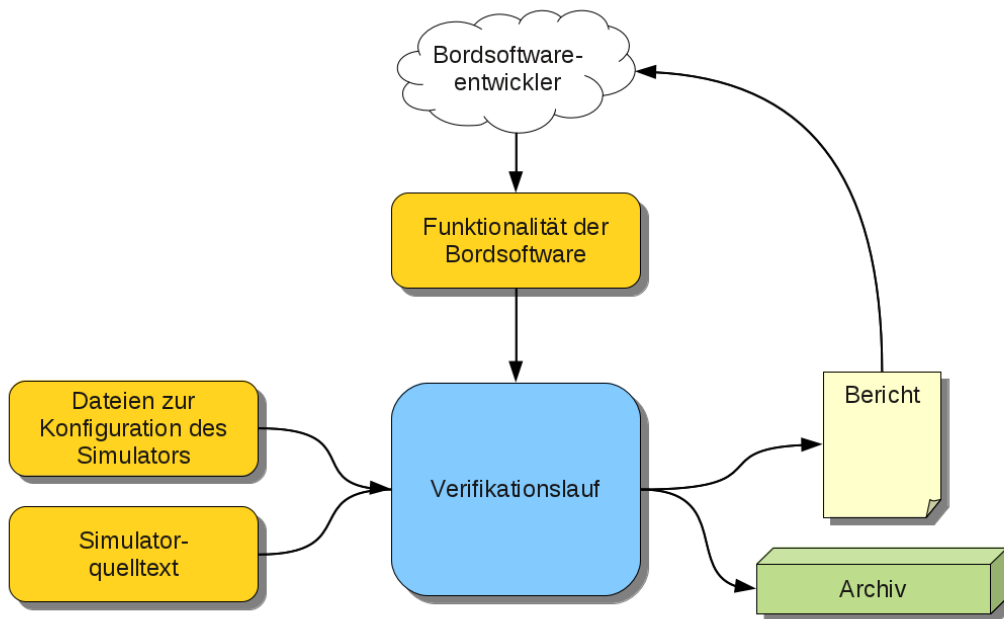 Bordsoftware-
entwickler
Funktionalität der
Bordsoftware
Dateien zur
Konfiguration des
Simulators
Simulator-
quelltext
Verifikationslauf
Bericht
Archiv